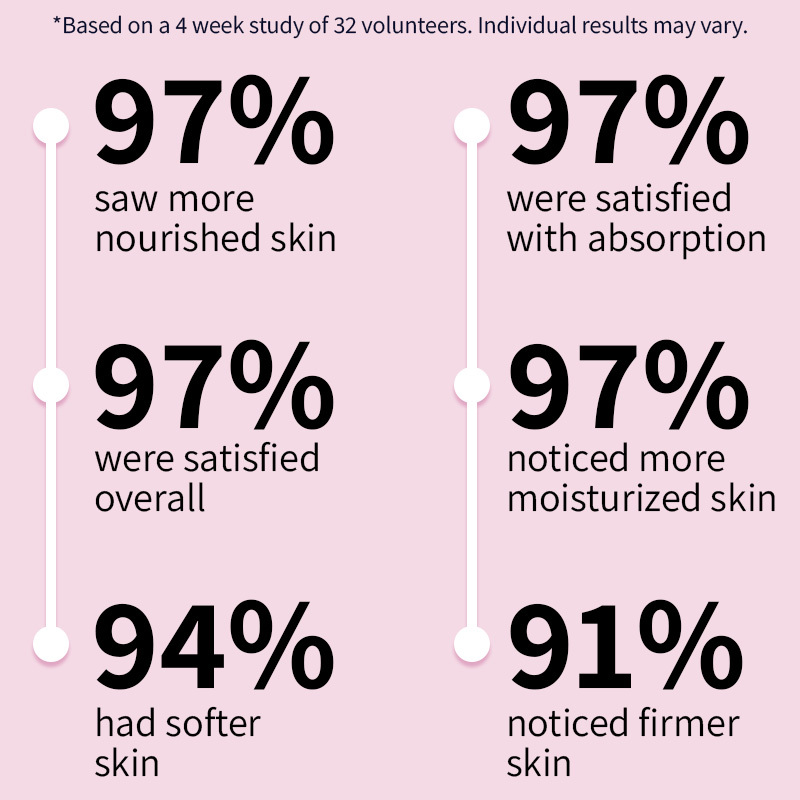 *Based on a 4 week study of 32 volunteers. Individual results may vary.
97%
saw more
nourished skin
97%
were satisfied
with absorption
97%
were satisfied
overall
97%
noticed more
moisturized skin
94%
had softer
skin
91%
noticed firmer
skin